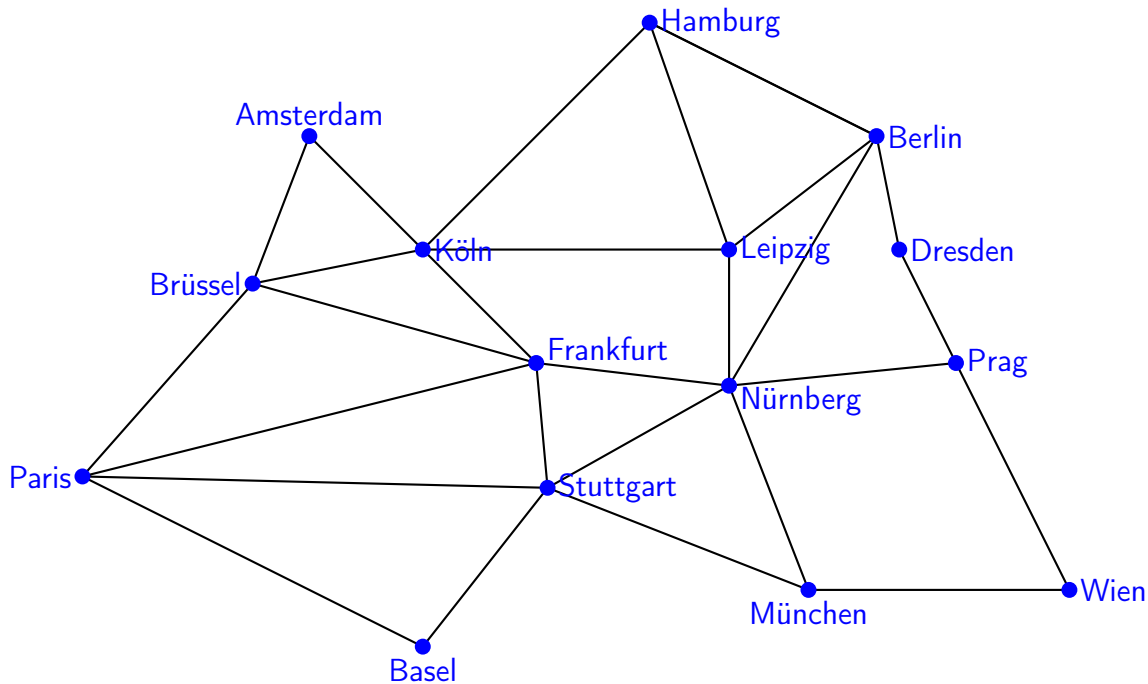 Hamburg
Amsterdam
Berlin
Köln
Leipzig
Dresden
Brüssel
Frankfurt
Prag
Nürnberg
Paris
Stuttgart
Wien
München
Basel